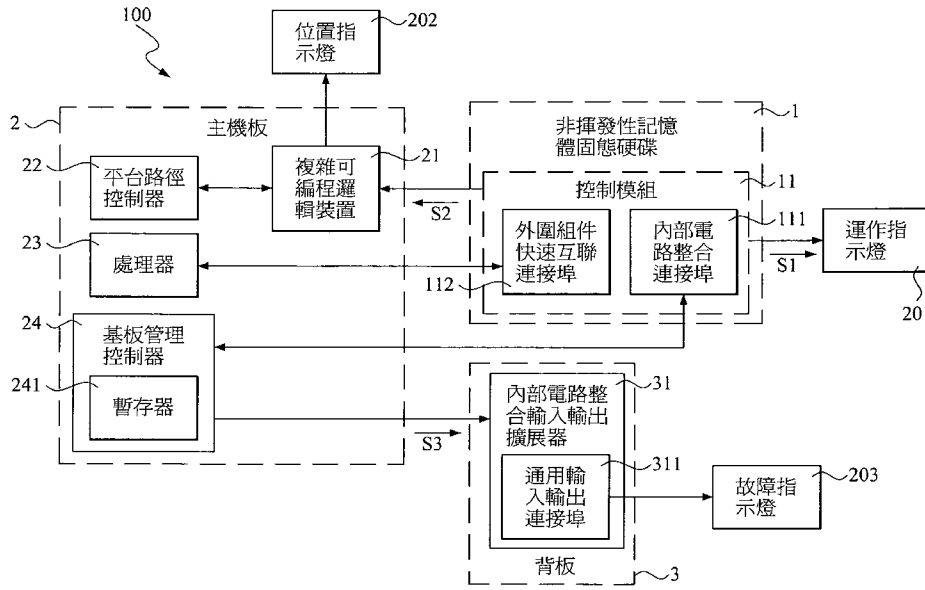 100
位置指
示燈
202
2
主機板
22
平台路徑
控制器
21
複雜可
編程邏
輯裝置
23
處理器
24
基板管理
控制器
241
暫存器
1
非揮發性記憶
體固態硬碟
11
控制模組
S2
外圍組件
快速互聯
連接埠
112
111
內部電
路整合
連接埠
S1
運作指
示燈
201
S3
31
內部電路整
合輸入輸出
擴展器
311
通用輸
入輸出
連接埠
背板
3
故障指
示燈
203